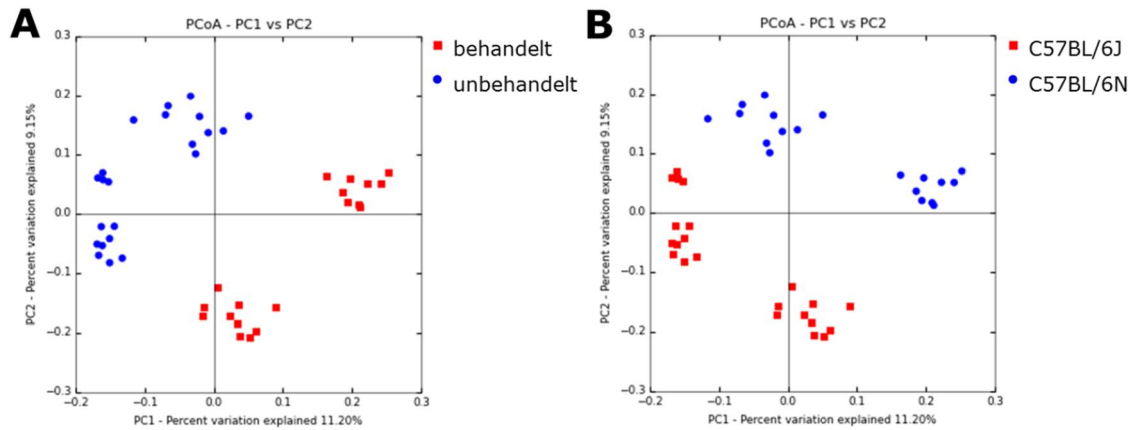 A
PCoA - PC1 vs PC2
behandelt
unbehandelt
PC2 - Percent variation explained 9.15%
0.3
0.2
0.1
0.0
−0.1
−0.2
−0.3
−0.2
−0.1
0.0
0.1
0.2
0.3
PC1 - Percent variation explained 11.20%
B
PCoA - PC1 vs PC2
C57BL/6J
C57BL/6N
PC2 - Percent variation explained 9.15%
0.3
0.2
0.1
0.0
−0.1
−0.2
−0.3
−0.2
−0.1
0.0
0.1
0.2
0.3
PC1 - Percent variation explained 11.20%